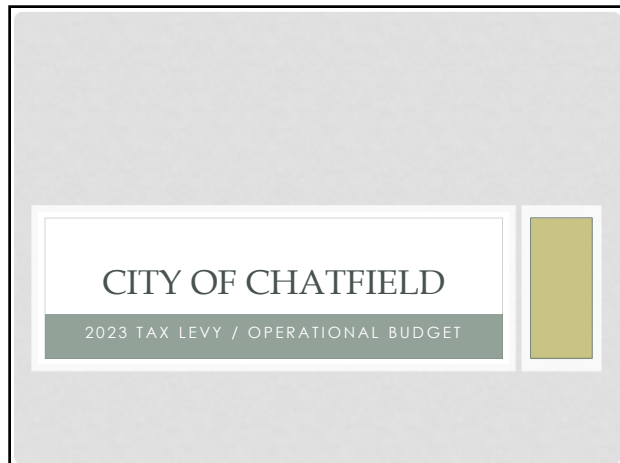 CITY OF CHATFIELD
2023 TAX LEVY / OPERATIONAL BUDGET